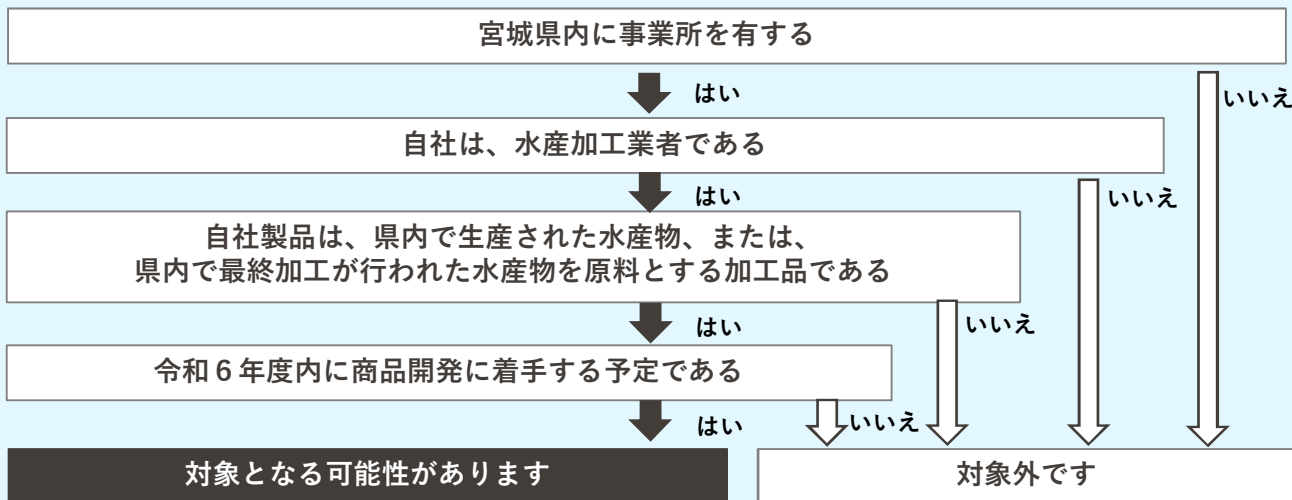 宮城県内に事業所を有する
はい
いいえ
自社は、水産加工業者である
はい
いいえ
自社製品は、県内で生産された水産物、または、
県内で最終加工が行われた水産物を原料とする加工品である
はい
いいえ
令和６年度内に商品開発に着手する予定である
はい
いいえ
対象となる可能性があります
対象外です